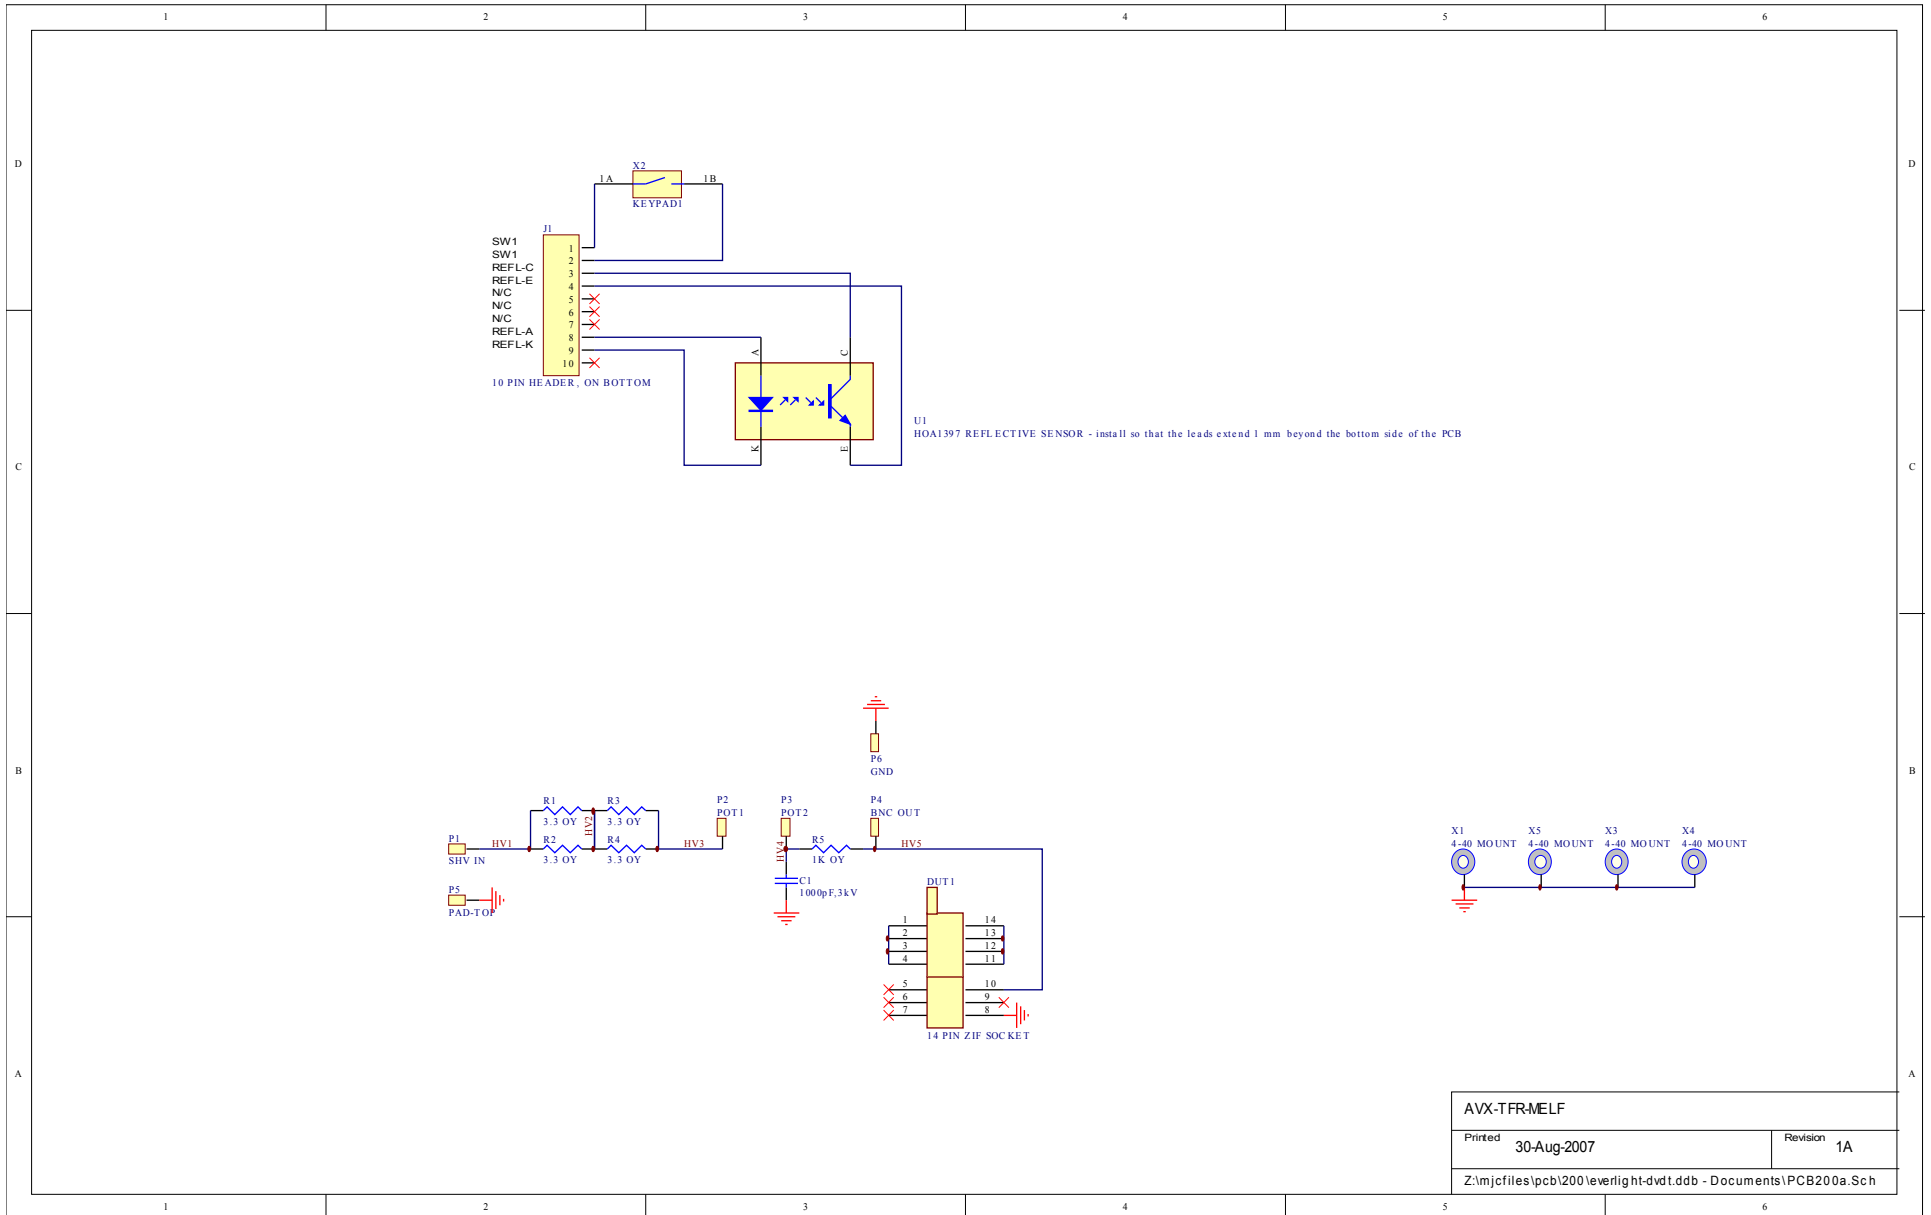 1 2 3 4 5 6
D D
X2
1A 1B
KEYPAD1
J1
SW1 1
SW1 2
REFL-C 3
REFL-E 4
N/C 5
N/C 6
N/C 7
REFL-A 8
REFL-K 9
10
10 PIN HEADER, ON BOTTOM
A C
K E
U1
HOA1397 REFLECTIVE SENSOR - install so that the leads extend 1 mm beyond the bottom side of the PCB
C C
P6
GND
B B
R1 R3 P2 P3 P4
POT1 POT2 BNC OUT
3.3 OY HV2 3.3 OY
P1 HV1 R2 R4 HV3 HV4 R5 HV5
SHV IN 3.3 OY 3.3 OY 1K OY
X1 X5 X3 X4
4-40 MOUNT 4-40 MOUNT 4-40 MOUNT 4-40 MOUNT
C1
1000pF,3kV
P5
PAD-TOP
DUT1
1 14
2 13
3 12
4 11
5 10
6 9
7 8
14 PIN ZIF SOCKET
A A
AVX-TFR-MELF
Printed 30-Aug-2007 Revision 1A
Z:\mjcfiles\pcb\200\everlight-dvdt.ddb - Documents\PCB200a.Sch
1 2 3 4 5 6